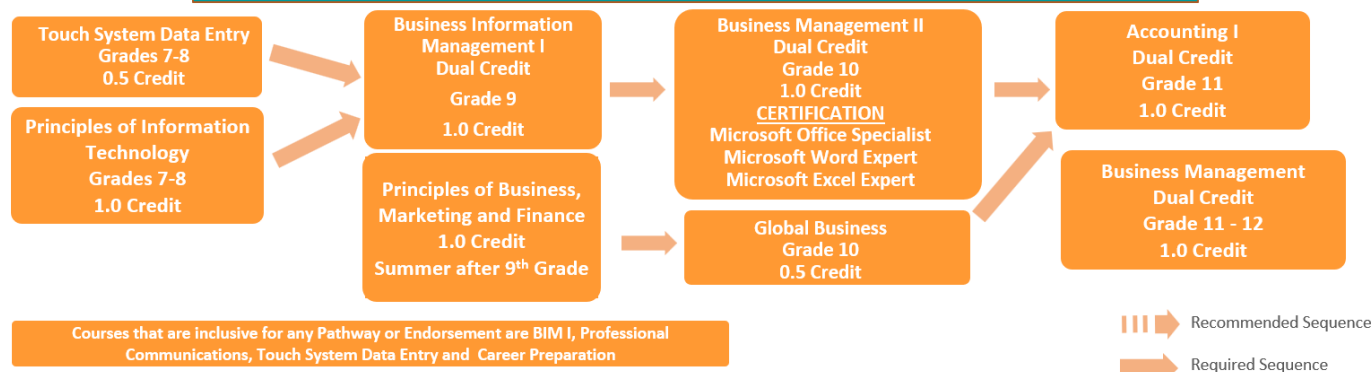 Touch System Data Entry
Grades 7-8
0.5 Credit
Principles of Information
Technology
Grades 7-8
1.0 Credit
Business Information
Management I
Dual Credit
Grade 9
1.0 Credit
Principles of Business,
Marketing and Finance
1.0 Credit
Summer after 9th Grade
Business Management II
Dual Credit
Grade 10
1.0 Credit
CERTIFICATION
Microsoft Office Specialist
Microsoft Word Expert
Microsoft Excel Expert
Global Business
Grade 10
0.5 Credit
Accounting I
Dual Credit
Grade 11
1.0 Credit
Business Management
Dual Credit
Grade 11 - 12
1.0 Credit
Courses that are inclusive for any Pathway or Endorsement are BIM I, Professional
Communications, Touch System Data Entry and Career Preparation
Recommended Sequence
Required Sequence